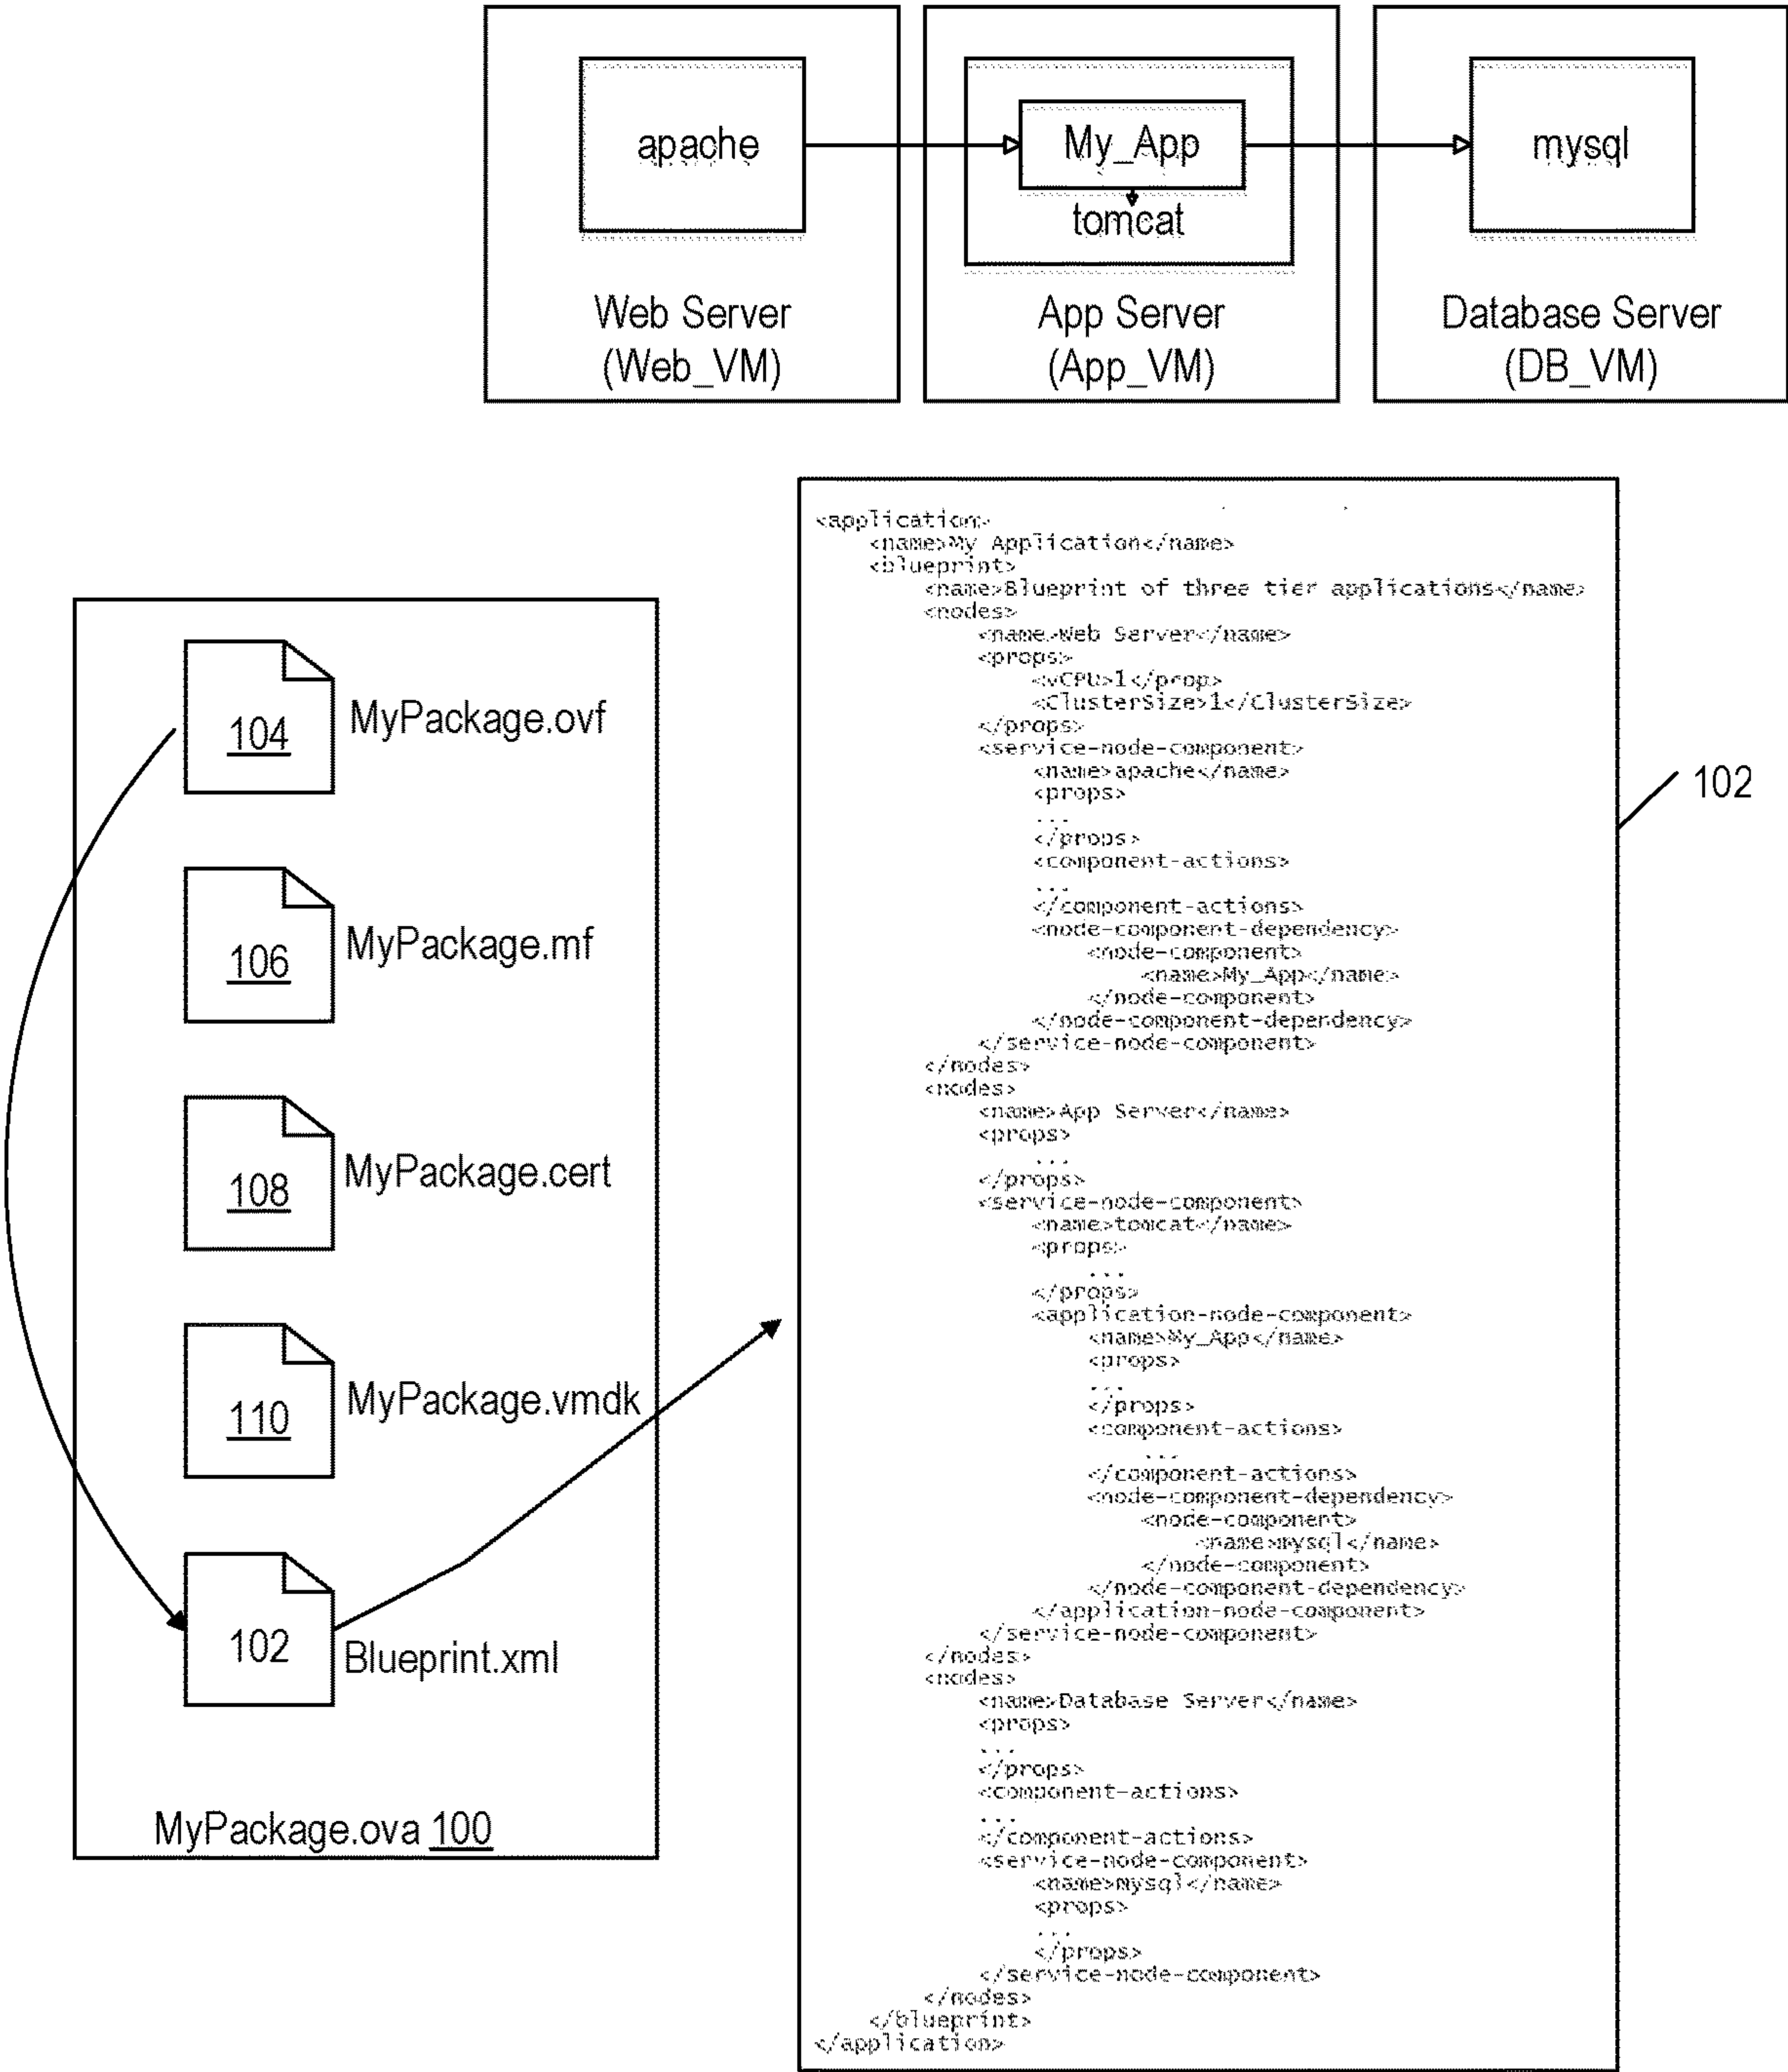 apache
My_App
tomcat
mysql
Web Server
(Web_VM)
App Server
(App_VM)
Database Server
(DB_VM)
104
MyPackage.ovf
106
MyPackage.mf
108
MyPackage.cert
110
MyPackage.vmdk
102
Blueprint.xml
MyPackage.ova 100
<application>
<name>My Application</name>
<blueprint>
<name>Blueprint of three tier applications</name>
<nodes>
<name>Web Server</name>
<props>
<vCPU>1</prop>
<ClusterSize>1</ClusterSize>
</props>
<service-node-component>
<name>apache</name>
<props>
...
</props>
<component-actions>
...
</component-actions>
<node-component-dependency>
<node-component>
<name>My_App</name>
</node-component>
</node-component-dependency>
</service-node-component>
</nodes>
<nodes>
<name>App Server</name>
<props>
...
</props>
<service-node-component>
<name>tomcat</name>
<props>
...
</props>
<application-node-component>
<name>My_App</name>
<props>
...
</props>
<component-actions>
...
</component-actions>
<node-component-dependency>
<node-component>
<name>mysql</name>
</node-component>
</node-component-dependency>
</application-node-component>
</service-node-component>
</nodes>
<nodes>
<name>Database Server</name>
<props>
...
</props>
<component-actions>
...
</component-actions>
<service-node-component>
<name>mysql</name>
<props>
...
</props>
</service-node-component>
</nodes>
</blueprint>
</application>
102